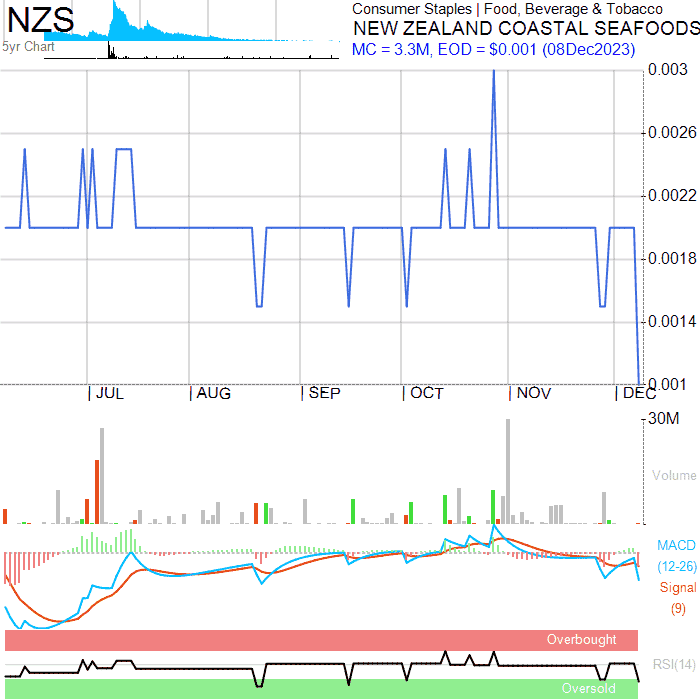 NZS
5yr Chart
Consumer Staples | Food, Beverage & Tobacco
NEW ZEALAND COASTAL SEAFOODS
MC = 3.3M, EOD = $0.001 (08Dec2023)
0.003
0.0026
0.0022
0.0018
0.0014
0.001
JUL AUG SEP OCT NOV DEC
30M
Volume
MACD
(12-26)
Signal
(9)
Overbought
RSI(14)
Oversold